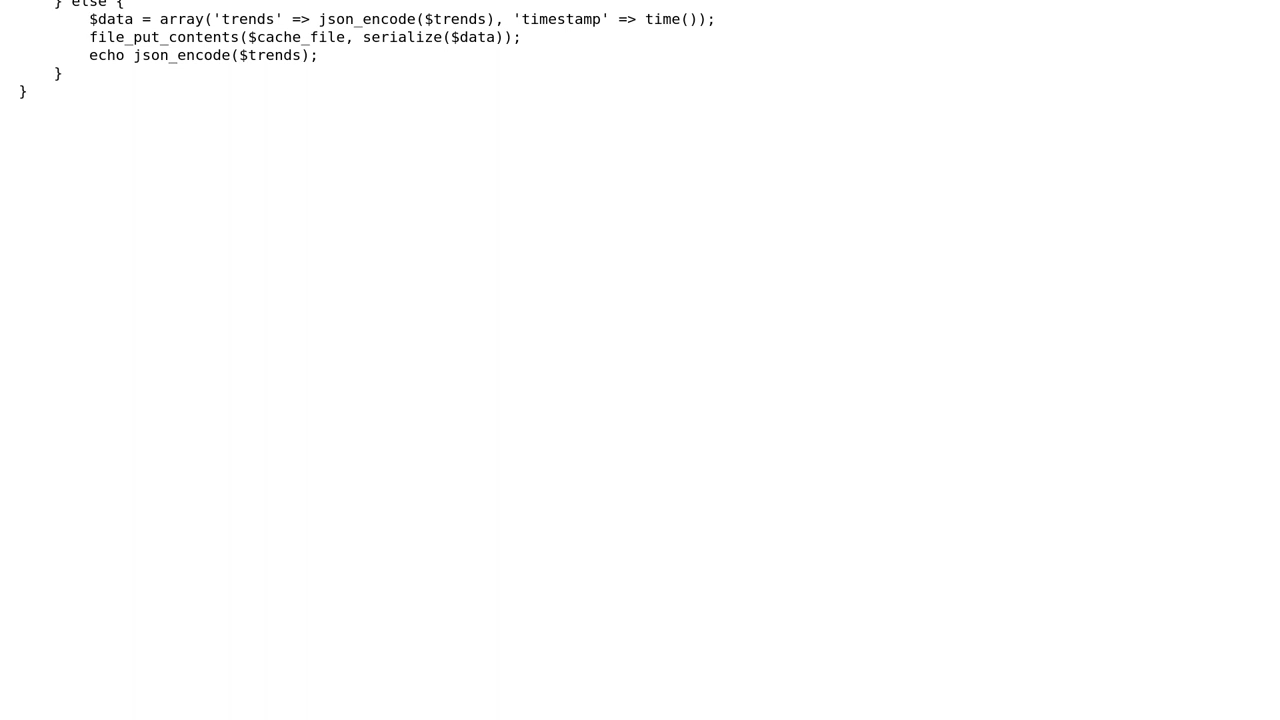 } else {
$data = array('trends' => json_encode($trends), 'timestamp' => time());
file_put_contents($cache_file, serialize($data));
echo json_encode($trends);
}
}